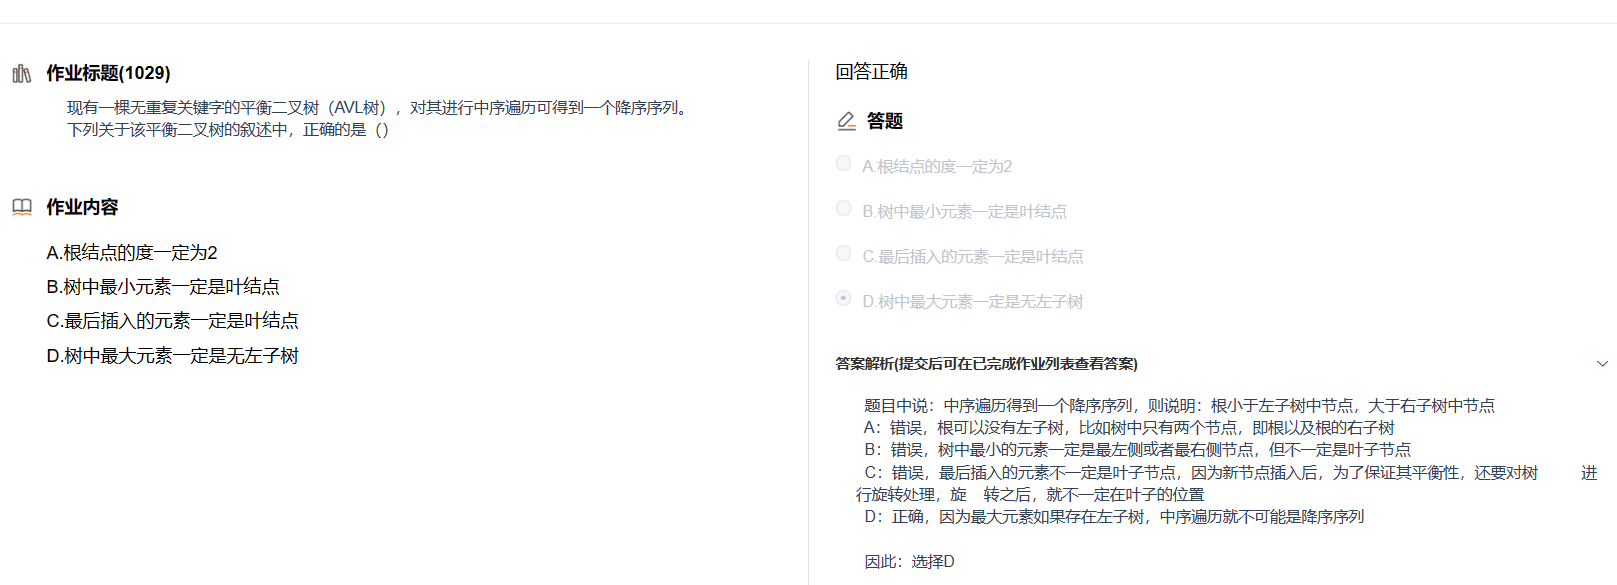 作业标题(1029)
现有一棵无重复关键字的平衡二叉树（AVL树），对其进行中序遍历可得到一个降序序列。
下列关于该平衡二叉树的叙述中，正确的是（）
作业内容
A.根结点的度一定为2
B.树中最小元素一定是叶结点
C.最后插入的元素一定是叶结点
D.树中最大元素一定是无左子树
回答正确
答题
A.根结点的度一定为2
B.树中最小元素一定是叶结点
C.最后插入的元素一定是叶结点
D.树中最大元素一定是无左子树
答案解析(提交后可在已完成作业列表查看答案)
题目中说：中序遍历得到一个降序序列，则说明：根小于左子树中节点，大于右子树中节点
A：错误，根可以没有左子树，比如树中只有两个节点，即根以及根的右子树
B：错误，树中最小的元素一定是最左侧或者最右侧节点，但不一定是叶子节点
C：错误，最后插入的元素不一定是叶子节点，因为新节点插入后，为了保证其平衡性，还要对树 进
行旋转处理，旋 转之后，就不一定在叶子的位置
D：正确，因为最大元素如果存在左子树，中序遍历就不可能是降序序列
因此：选择D